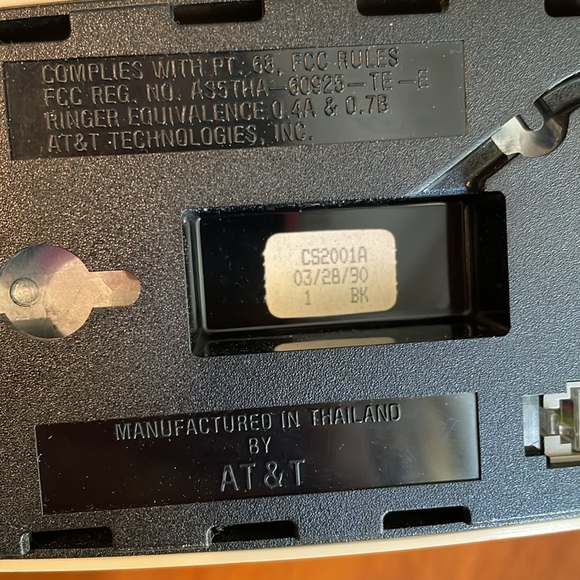 COMPLIES WITH PT. 68, FCC RULES
FCC REG. NO. AS5THA-60925-TE-E
RINGER EQUIVALENCE 0.4A & 0.7B
AT&T TECHNOLOGIES, INC.
CS2001A
03/28/90
1 BK
MANUFACTURED IN THAILAND
BY
AT&T